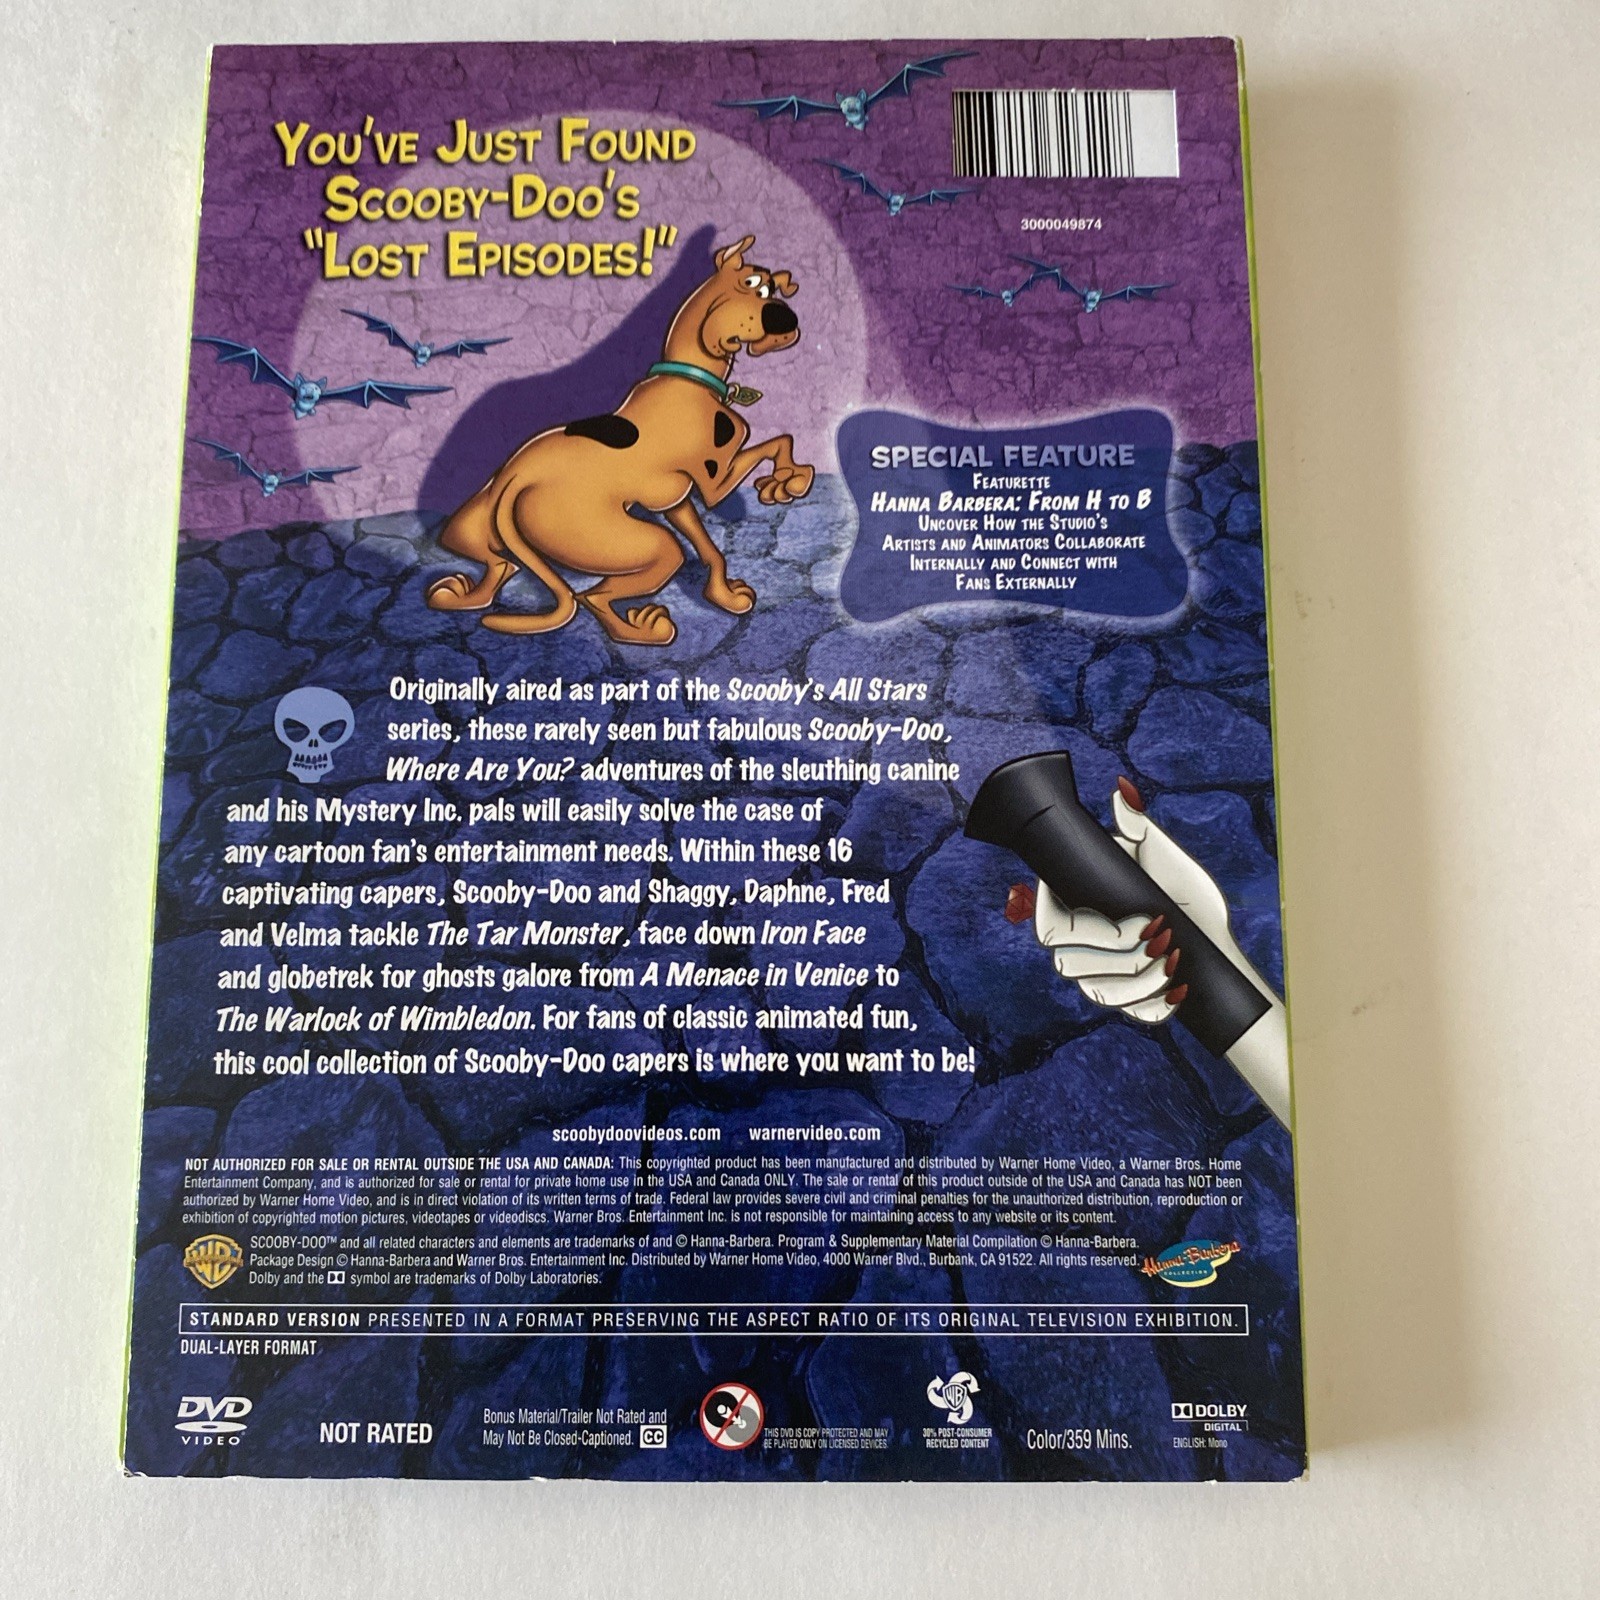 You've Just Found
Scooby-Doo's
"Lost Episodes!"
3000049874
SPECIAL FEATURE
Featurette
Hanna Barbera: From H to B
Uncover How the Studio's
Artists and Animators Collaborate
Internally and Connect with
Fans Externally
Originally aired as part of the Scooby's All Stars
series, these rarely seen but fabulous Scooby-Doo,
Where Are You? adventures of the sleuthing canine
and his Mystery Inc. pals will easily solve the case of
any cartoon fan's entertainment needs. Within these 16
captivating capers, Scooby-Doo and Shaggy, Daphne, Fred
and Velma tackle The Tar Monster, face down Iron Face
and globetrek for ghosts galore from A Menace in Venice to
The Warlock of Wimbledon. For fans of classic animated fun,
this cool collection of Scooby-Doo capers is where you want to be!
scoobydoovideos.com warnervideo.com
NOT AUTHORIZED FOR SALE OR RENTAL OUTSIDE THE USA AND CANADA: This copyrighted product has been manufactured and distributed by Warner Home Video, a Warner Bros. Home
Entertainment Company, and is authorized for sale or rental for private home use in the USA and Canada ONLY. The sale or rental of this product outside of the USA and Canada has NOT been
authorized by Warner Home Video, and is in direct violation of its written terms of trade. Federal law provides severe civil and criminal penalties for the unauthorized distribution, reproduction or
exhibition of copyrighted motion pictures, videotapes or videodiscs. Warner Bros. Entertainment Inc. is not responsible for maintaining access to any website or its content.
WB
SCOOBY-DOO™ and all related characters and elements are trademarks of and © Hanna-Barbera. Program & Supplementary Material Compilation © Hanna-Barbera.
Package Design © Hanna-Barbera and Warner Bros. Entertainment Inc. Distributed by Warner Home Video, 4000 Warner Blvd., Burbank, CA 91522. All rights reserved.
Dolby and the symbol are trademarks of Dolby Laboratories.
Hanna-Barbera
COLLECTION
STANDARD VERSION PRESENTED IN A FORMAT PRESERVING THE ASPECT RATIO OF ITS ORIGINAL TELEVISION EXHIBITION.
DUAL-LAYER FORMAT
DVD
VIDEO
NOT RATED
Bonus Material/Trailer Not Rated and
May Not Be Closed-Captioned. CC
THIS DVD IS COPY PROTECTED AND MAY
BE PLAYED ONLY ON LICENSED DEVICES.
WB
30% POST-CONSUMER
RECYCLED CONTENT
Color/359 Mins.
DOLBY
DIGITAL
ENGLISH: Mono